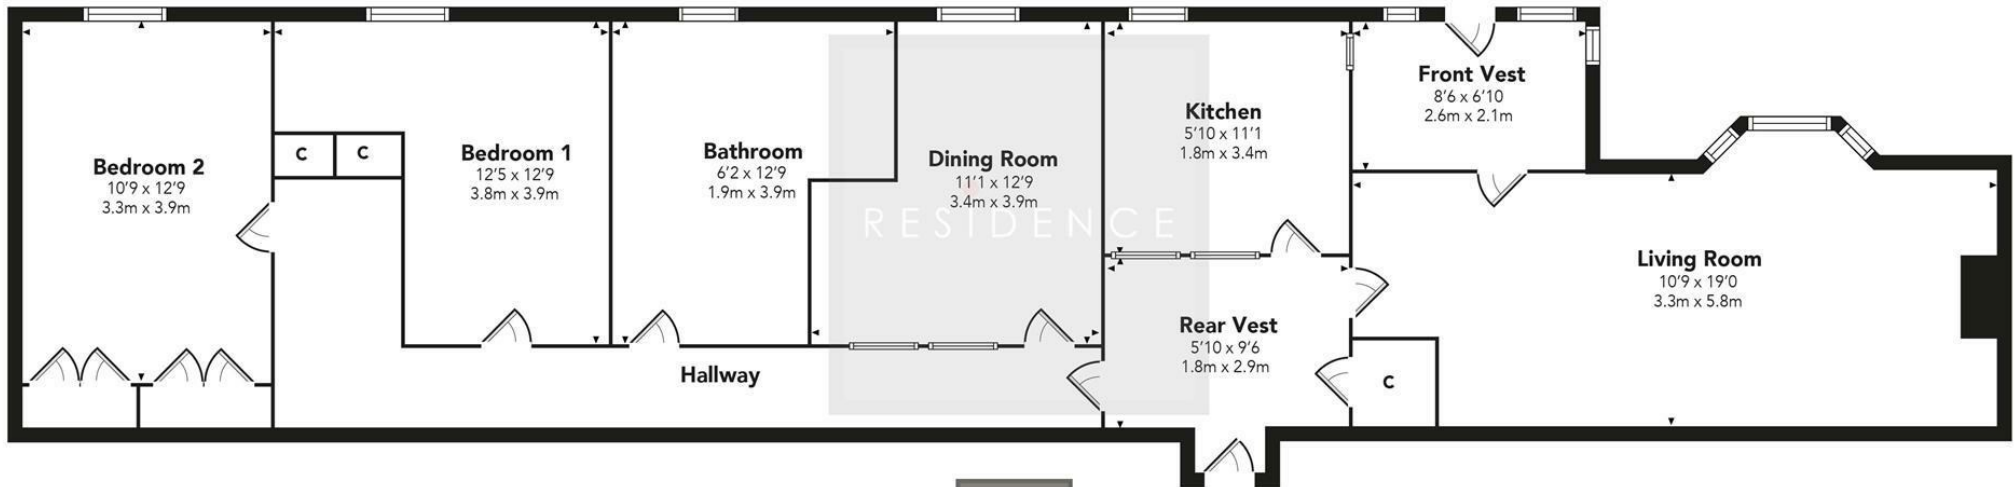 Bedroom 2
10'9 x 12'9
3.3m x 3.9m
C
C
Bedroom 1
12'5 x 12'9
3.8m x 3.9m
Bathroom
6'2 x 12'9
1.9m x 3.9m
Dining Room
11'1 x 12'9
3.4m x 3.9m
RESIDENCE
Kitchen
5'10 x 11'1
1.8m x 3.4m
Front Vest
8'6 x 6'10
2.6m x 2.1m
Living Room
10'9 x 19'0
3.3m x 5.8m
Rear Vest
5'10 x 9'6
1.8m x 2.9m
C
Hallway